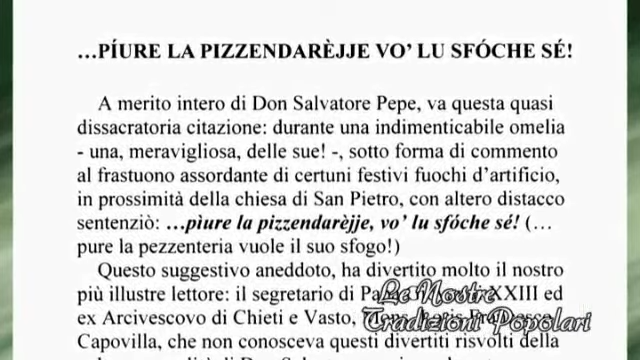 …PÍURE LA PIZZENDARÈJJE VO’ LU SFÓCHE SÉ!
A merito intero di Don Salvatore Pepe, va questa quasi
dissacratoria citazione: durante una indimenticabile omelia
- una, meravigliosa, delle sue! -, sotto forma di commento
al frastuono assordante di certuni festivi fuochi d’artificio,
in prossimità della chiesa di San Pietro, con altero distacco
sentenziò: …pìure la pizzendarèjje, vo’ lu sfóche sé! (…
pure la pezzenteria vuole il suo sfogo!)
Questo suggestivo aneddoto, ha divertito molto il nostro
più illustre lettore: il segretario di XXIII ed
ex Arcivescovo di Chieti e Vasto,
Capovilla, che non conosceva questi divertiti risvolti della
Le Nostre
Tradizioni Popolari